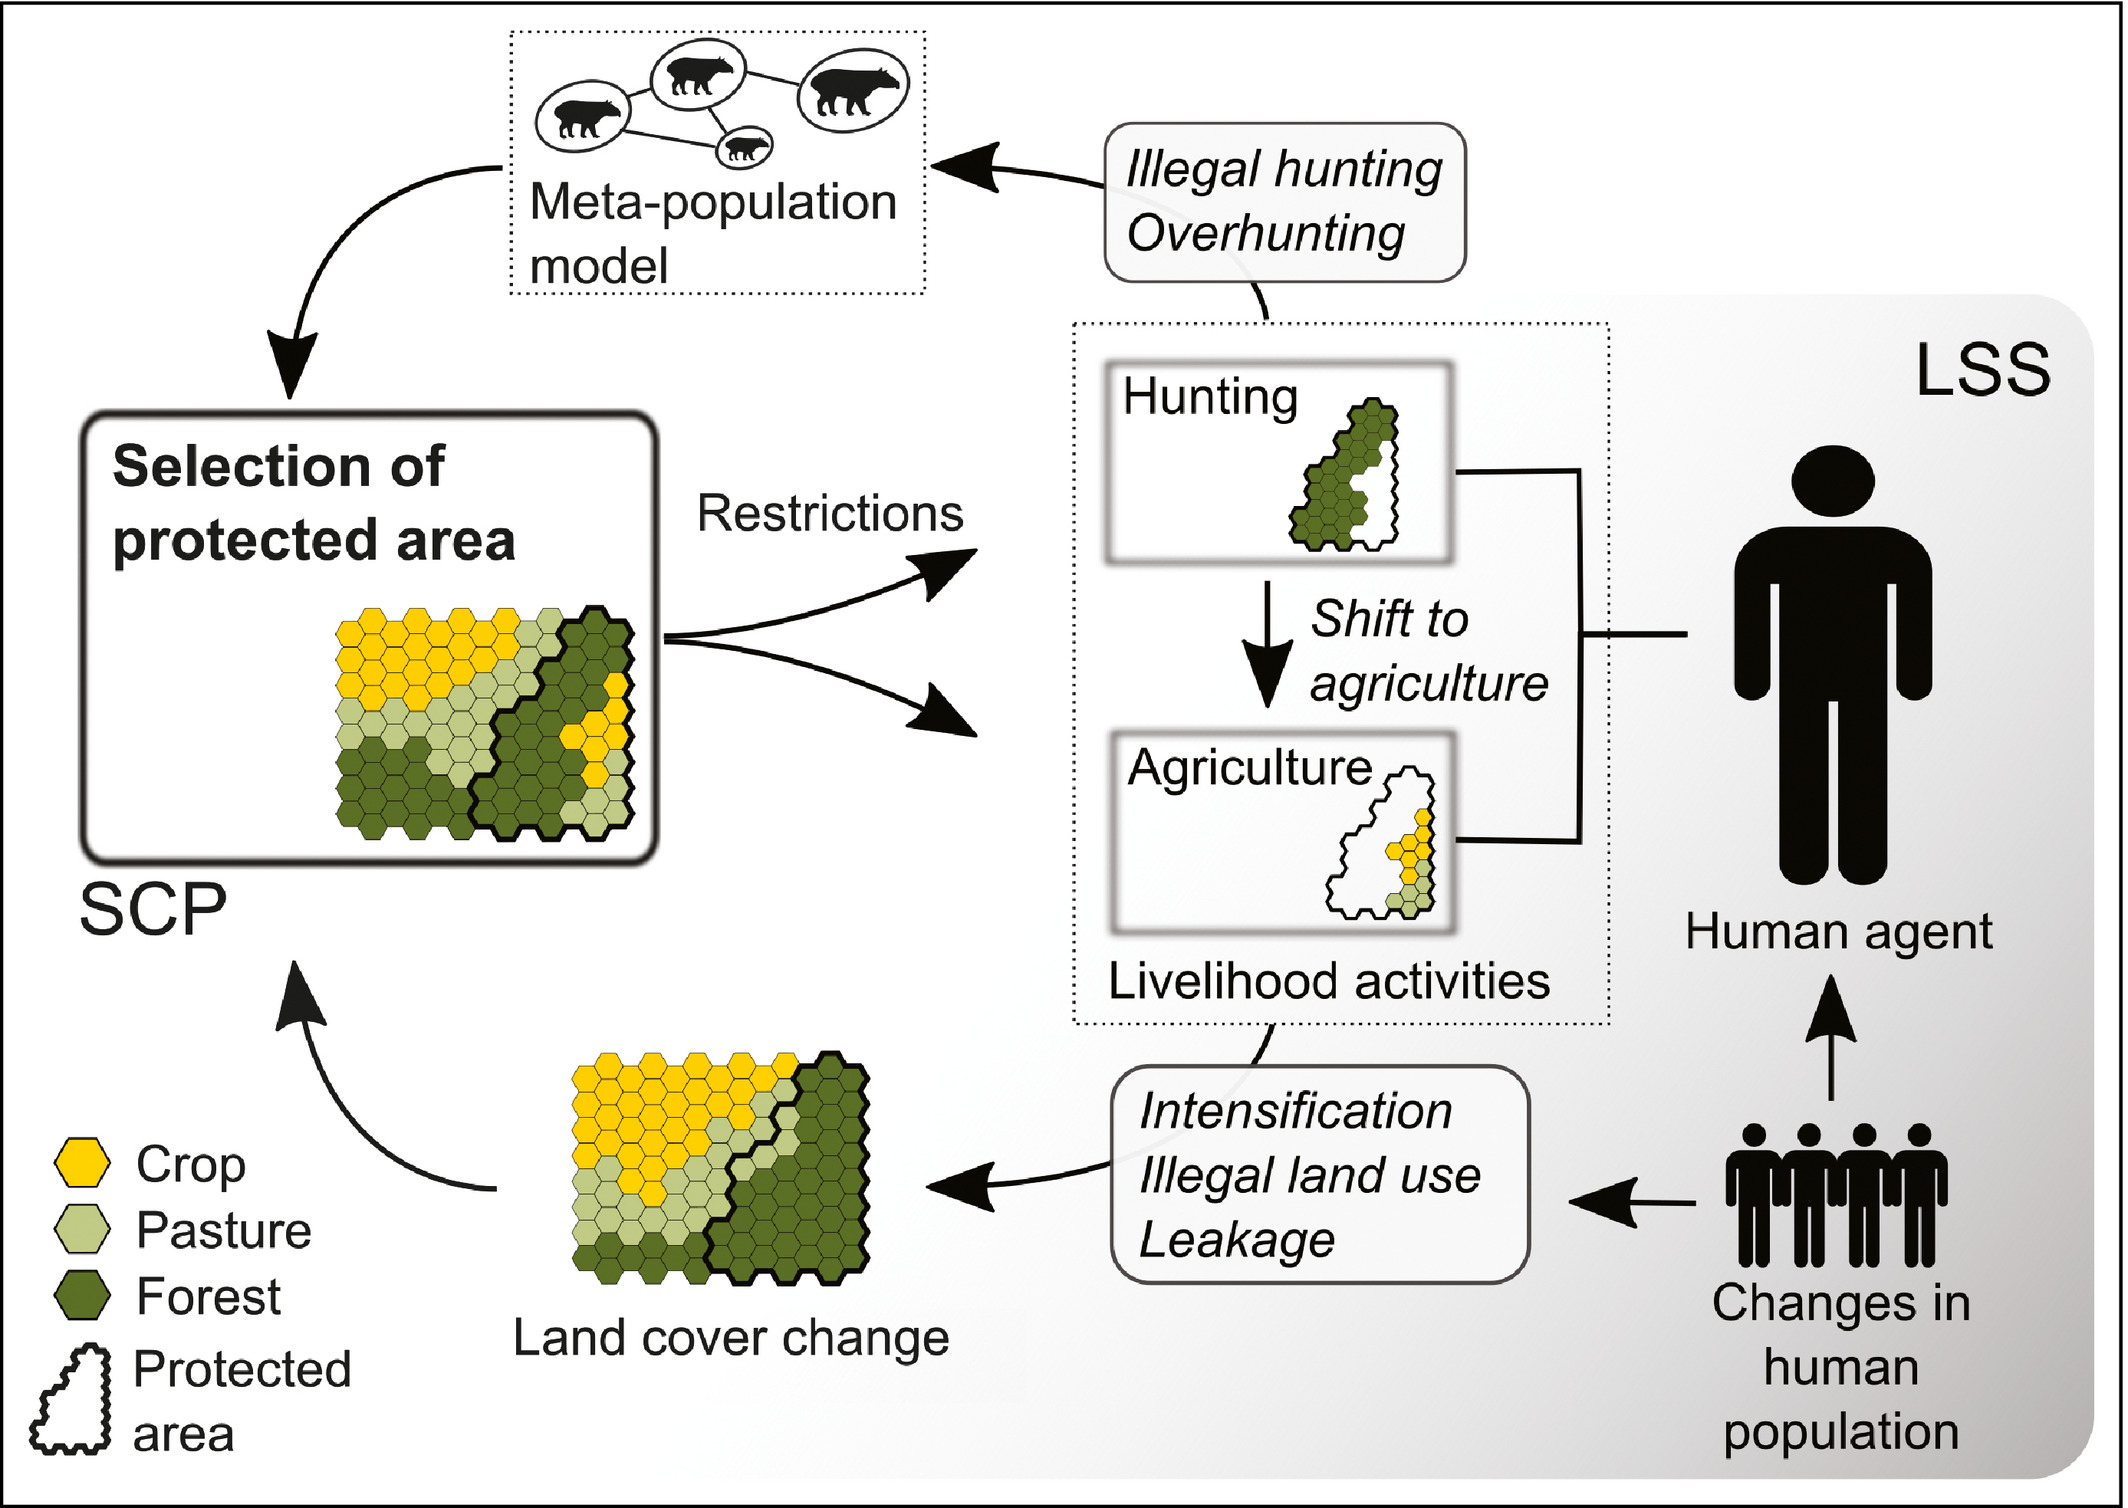 Meta-population
model
Illegal hunting
Overhunting
LSS
Selection of
protected area
SCP
Restrictions
Hunting
Shift to
agriculture
Agriculture
Livelihood activities
Human agent
Intensification
Illegal land use
Leakage
Changes in
human
population
Land cover change
Crop
Pasture
Forest
Protected
area